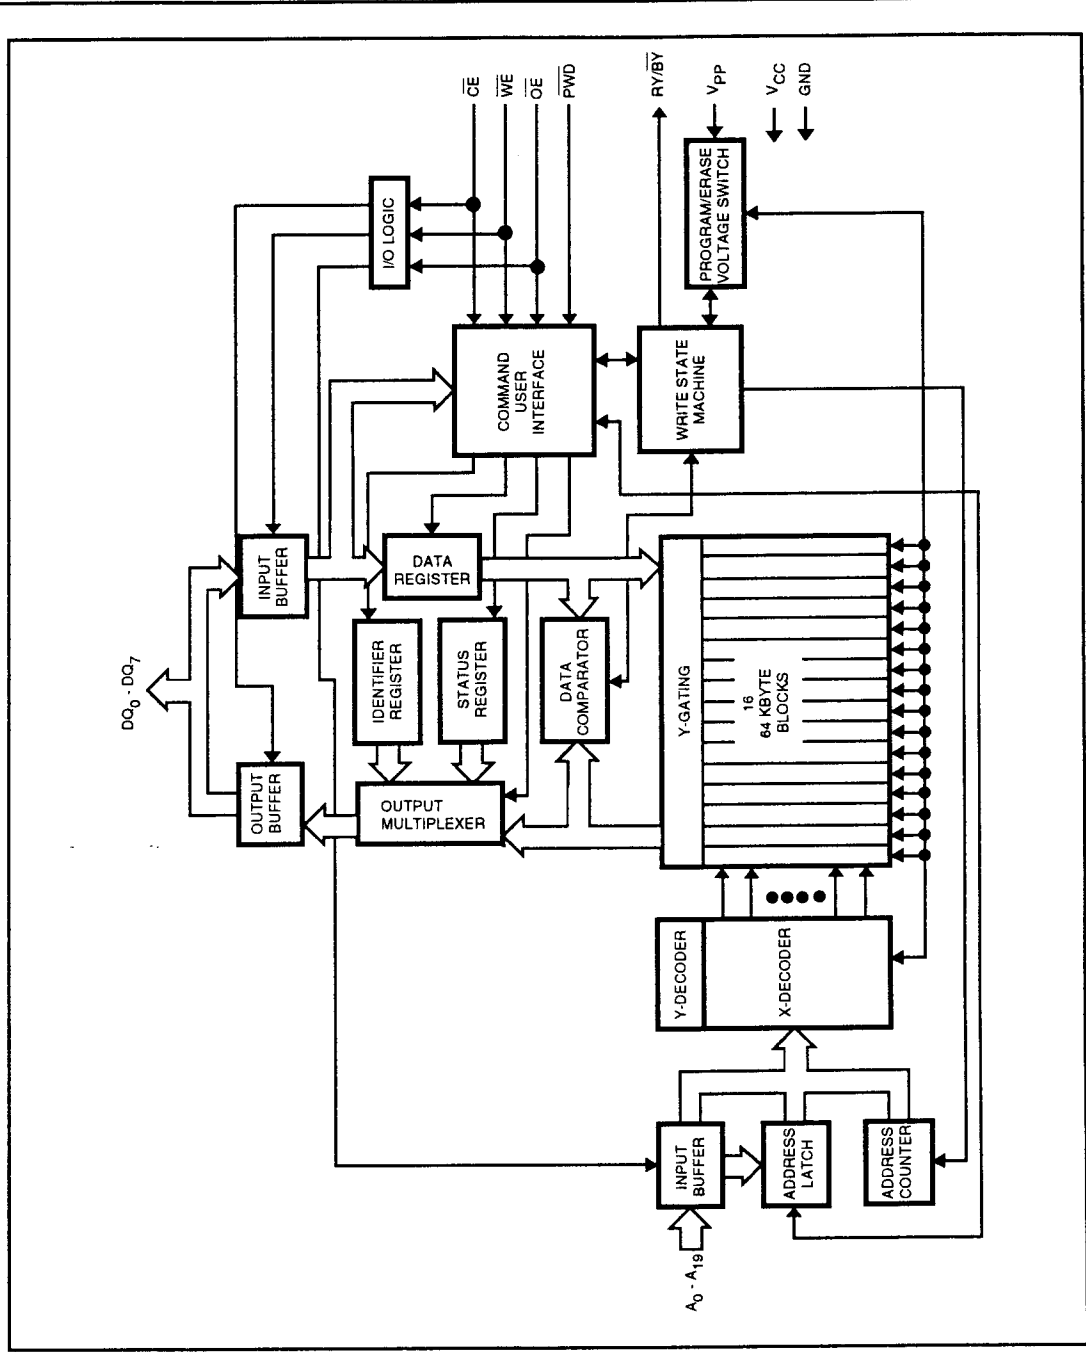 DQ0 - DQ7
OUTPUT
BUFFER
INPUT
BUFFER
I/O LOGIC
CE
WE
OE
PWD
IDENTIFIER
REGISTER
STATUS
REGISTER
DATA
REGISTER
COMMAND
USER
INTERFACE
OUTPUT
MULTIPLEXER
DATA
COMPARATOR
RY/BY
VPP
VCC
GND
PROGRAM/ERASE
VOLTAGE SWITCH
WRITE STATE
MACHINE
Y-GATING
16
64 KBYTE
BLOCKS
Y-DECODER
X-DECODER
A0 - A19
INPUT
BUFFER
ADDRESS
LATCH
ADDRESS
COUNTER